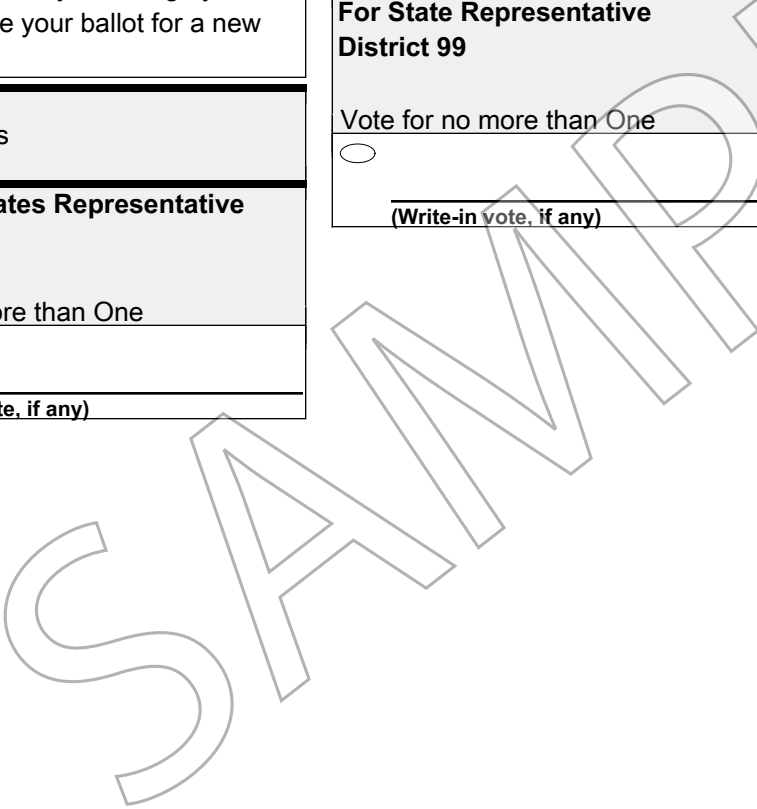 e your ballot for a new
s
ates Representative
ore than One
te, if any)
For State Representative
District 99
Vote for no more than One
(Write-in vote, if any)
SAMP